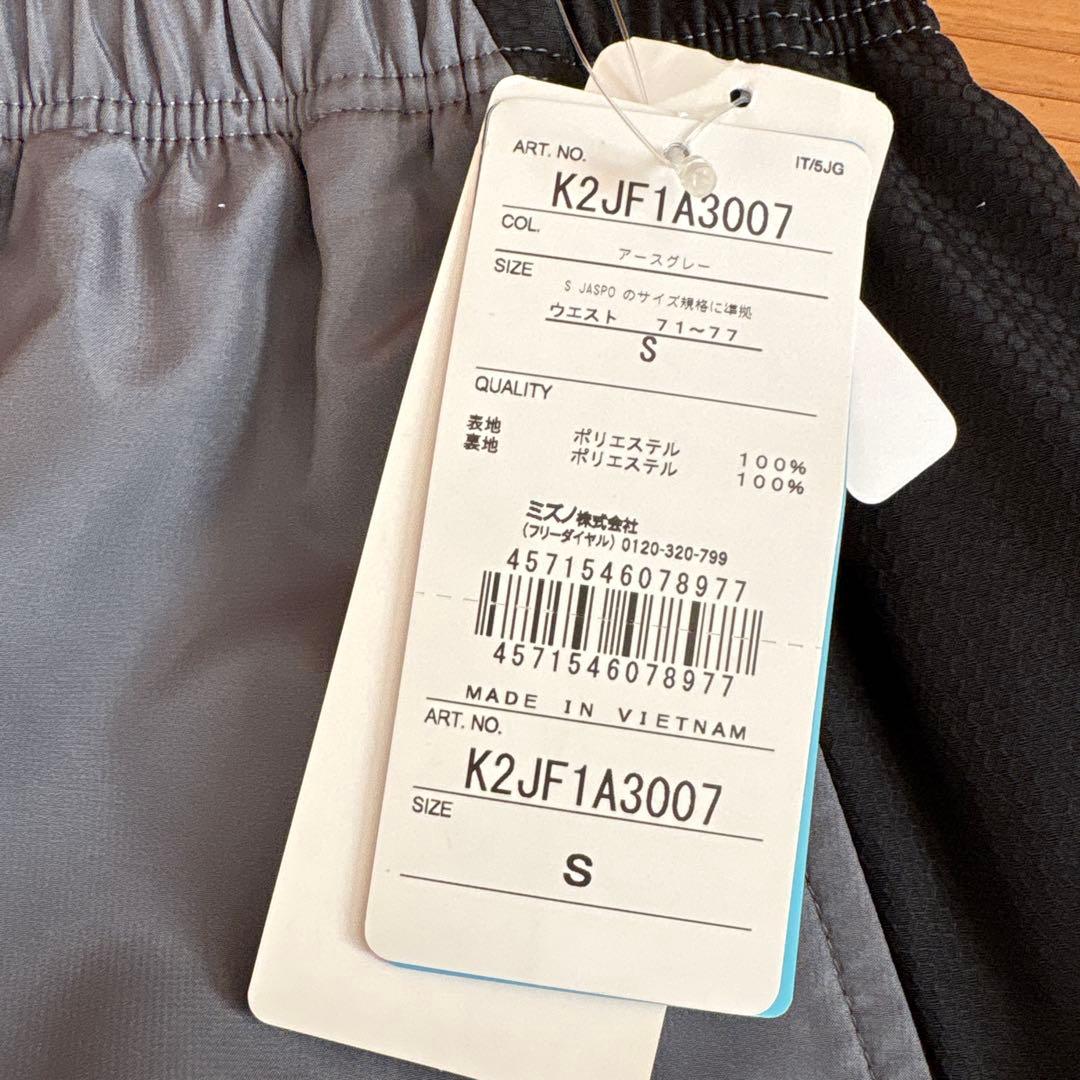 ART. NO.
IT/5JG
K2JF1A3007
COL.
アースグレー
SIZE
S JASPO のサイズ規格に準拠
ウエスト 71～77
S
QUALITY
表地 ポリエステル 100%
裏地 ポリエステル 100%
ミズノ株式会社
(フリーダイヤル) 0120-320-799
4571546078977
4571546078977
MADE IN VIETNAM
ART. NO.
K2JF1A3007
SIZE
S